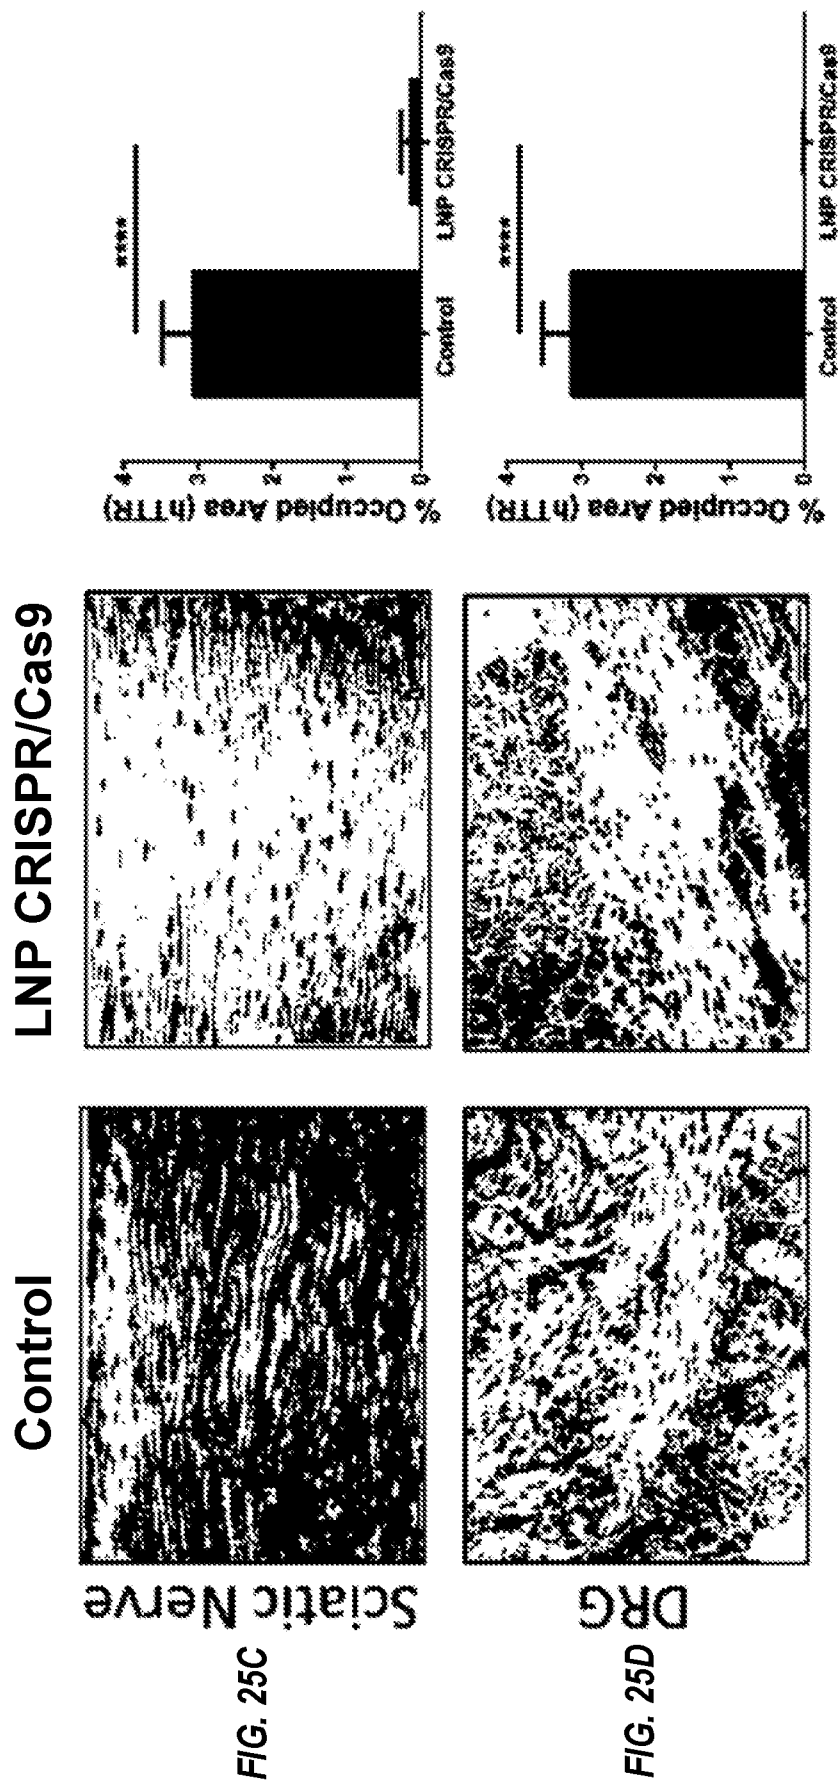 Control
LNP CRISPR/Cas9
FIG. 25C
Sciatic Nerve
% Occupied Area (hTTR)
4
3
2
1
0
****
Control
LNP CRISPR/Cas9
FIG. 25D
DRG
% Occupied Area (hTTR)
4
3
2
1
0
****
Control
LNP CRISPR/Cas9